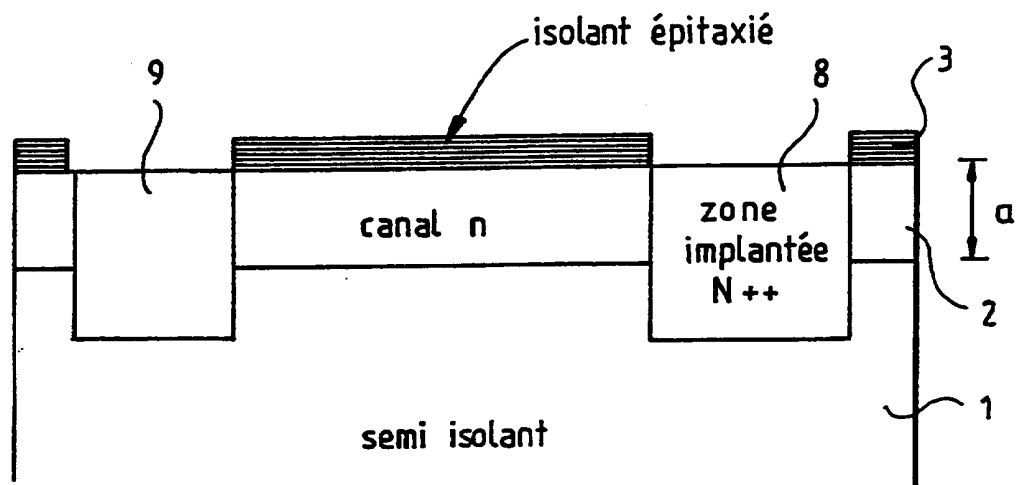 isolant épitaxié
9
8
3
canal n
zone
implantée
N++
a
2
1
semi isolant